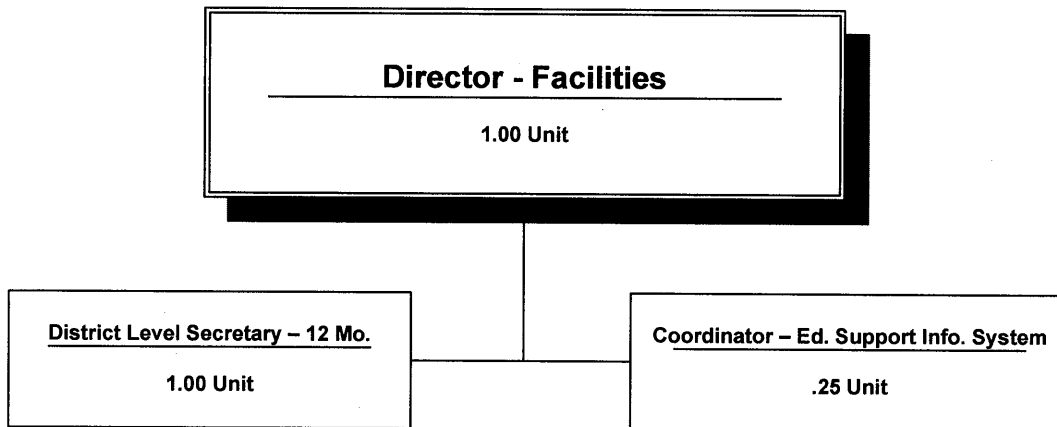 Director - Facilities
1.00 Unit
District Level Secretary – 12 Mo.
1.00 Unit
Coordinator – Ed. Support Info. System
.25 Unit